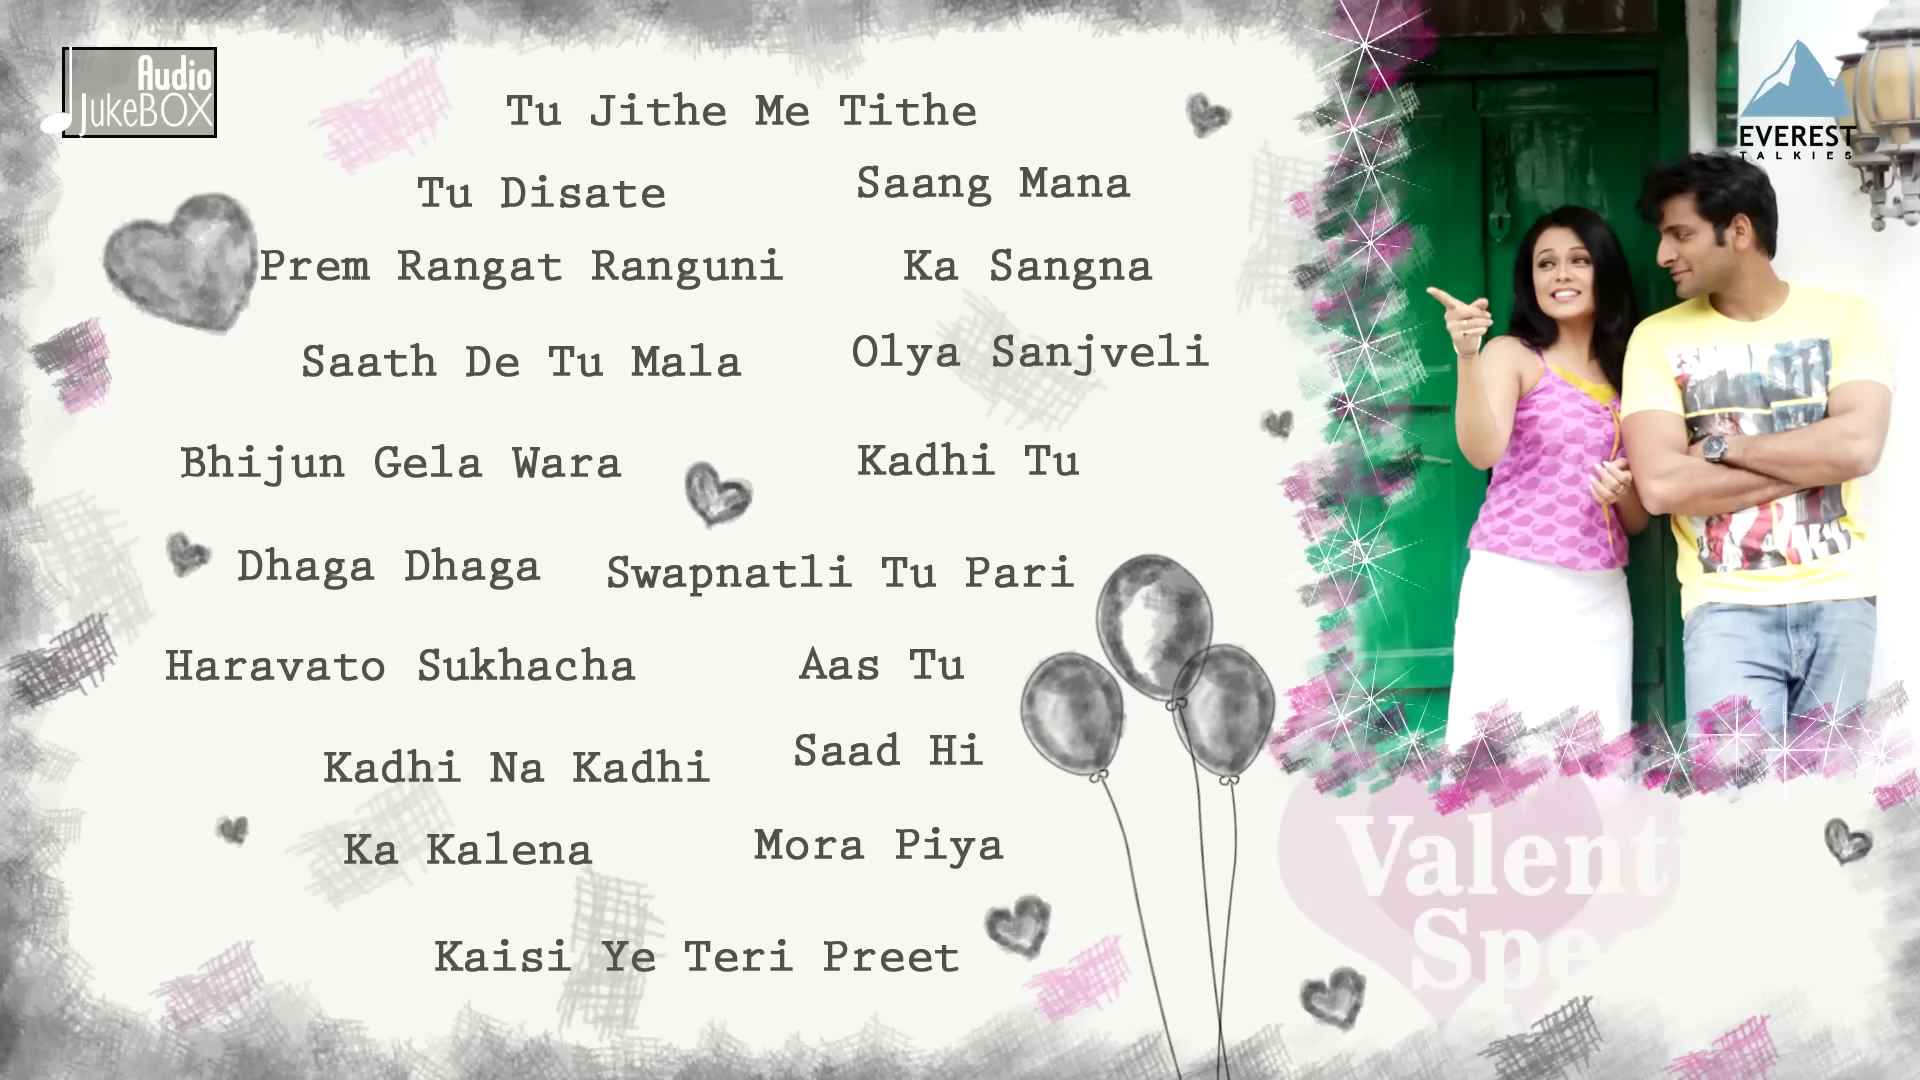 Audio
JukeBOX
Tu Jithe Me Tithe
Tu Disate
Saang Mana
Prem Rangat Ranguni
Ka Sangna
Saath De Tu Mala
Olya Sanjveli
Bhijun Gela Wara
Kadhi Tu
Dhaga Dhaga
Swapnatli Tu Pari
Haravato Sukhacha
Aas Tu
Kadhi Na Kadhi
Saad Hi
Ka Kalena
Mora Piya
Kaisi Ye Teri Preet
EVEREST
TALKIES
Valent
Spe